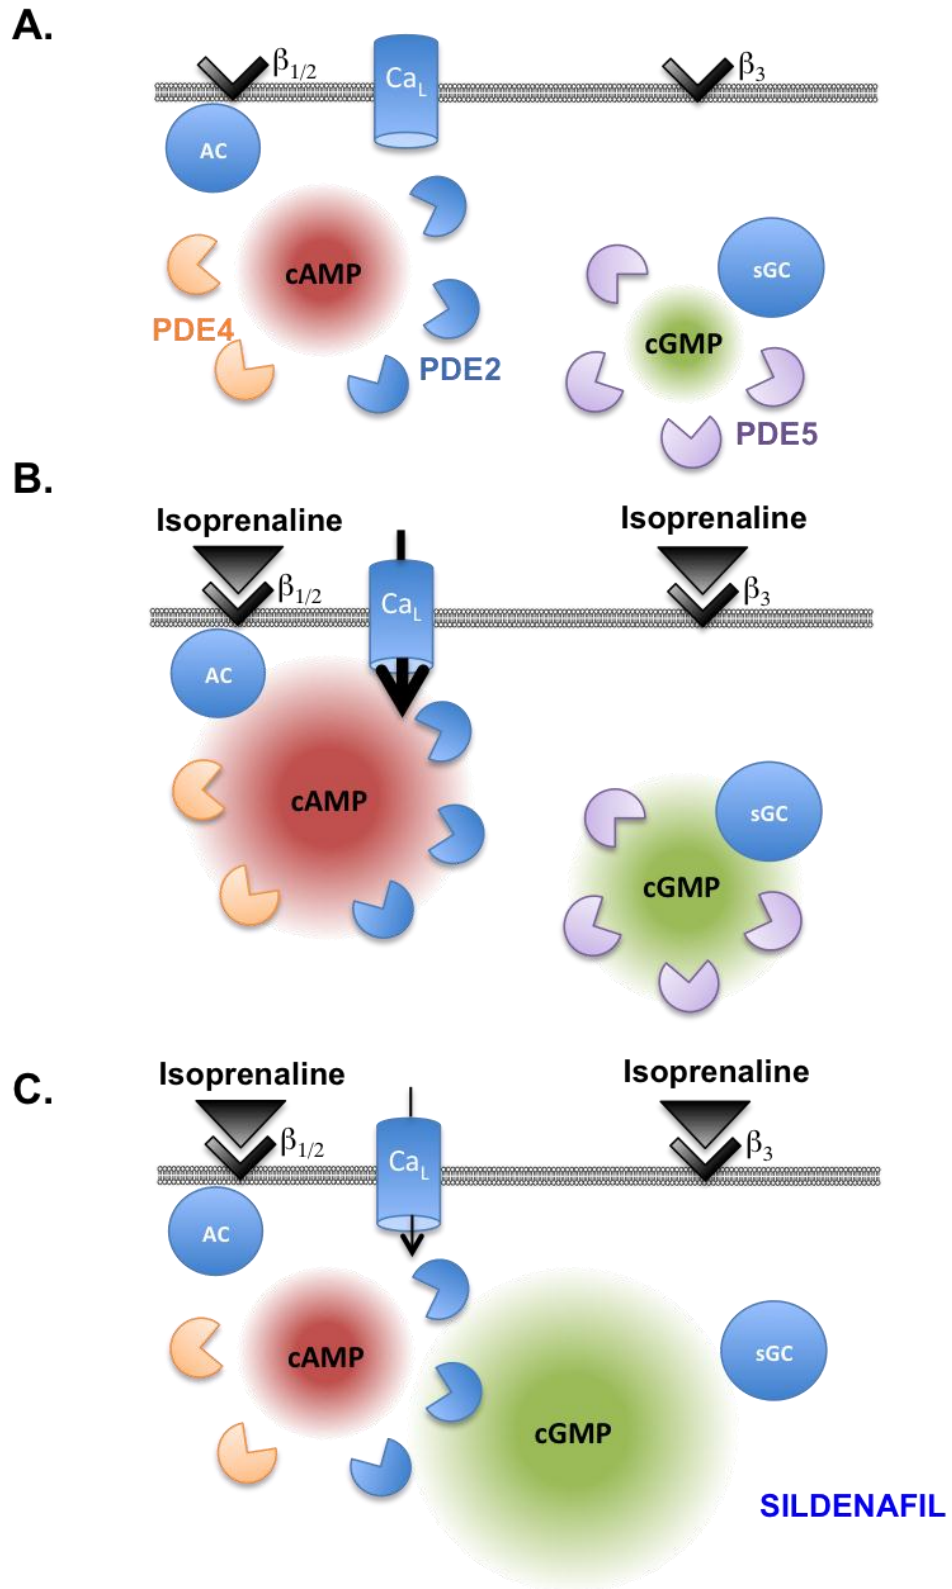 A.
β1/2
CaL
β3
AC
sGC
cAMP
PDE4
cGMP
PDE2
PDE5
B.
Isoprenaline
Isoprenaline
β1/2
CaL
β3
AC
cAMP
sGC
cGMP
C.
Isoprenaline
Isoprenaline
β1/2
CaL
β3
AC
cAMP
sGC
cGMP
SILDENAFIL